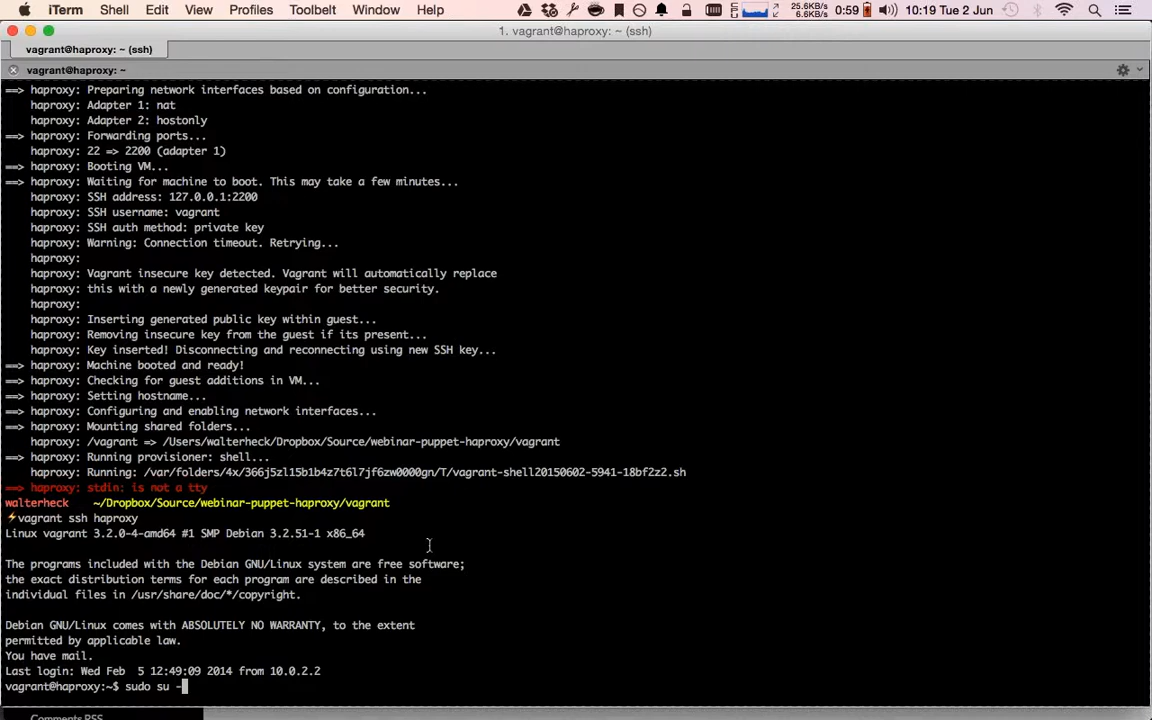 iTerm Shell Edit View Profiles Toolbelt Window Help 25.6KB/s 6.6KB/s 0:59 10:19 Tue 2 Jun
1. vagrant@haproxy: ~ (ssh)
vagrant@haproxy: ~ (ssh)
vagrant@haproxy: ~
==> haproxy: Preparing network interfaces based on configuration...
haproxy: Adapter 1: nat
haproxy: Adapter 2: hostonly
==> haproxy: Forwarding ports...
haproxy: 22 => 2200 (adapter 1)
==> haproxy: Booting VM...
==> haproxy: Waiting for machine to boot. This may take a few minutes...
haproxy: SSH address: 127.0.0.1:2200
haproxy: SSH username: vagrant
haproxy: SSH auth method: private key
haproxy: Warning: Connection timeout. Retrying...
haproxy:
haproxy: Vagrant insecure key detected. Vagrant will automatically replace
haproxy: this with a newly generated keypair for better security.
haproxy:
haproxy: Inserting generated public key within guest...
haproxy: Removing insecure key from the guest if its present...
haproxy: Key inserted! Disconnecting and reconnecting using new SSH key...
==> haproxy: Machine booted and ready!
==> haproxy: Checking for guest additions in VM...
==> haproxy: Setting hostname...
==> haproxy: Configuring and enabling network interfaces...
==> haproxy: Mounting shared folders...
haproxy: /vagrant => /Users/walterheck/Dropbox/Source/webinar-puppet-haproxy/vagrant
==> haproxy: Running provisioner: shell...
haproxy: Running: /var/folders/4x/366j5zl15b1b4z7t6l7jf6zw0000gn/T/vagrant-shell20150602-5941-18bf2z2.sh
==> haproxy: stdin: is not a tty
walterheck ~/Dropbox/Source/webinar-puppet-haproxy/vagrant
⚡vagrant ssh haproxy
Linux vagrant 3.2.0-4-amd64 #1 SMP Debian 3.2.51-1 x86_64
The programs included with the Debian GNU/Linux system are free software;
the exact distribution terms for each program are described in the
individual files in /usr/share/doc/*/copyright.
Debian GNU/Linux comes with ABSOLUTELY NO WARRANTY, to the extent
permitted by applicable law.
You have mail.
Last login: Wed Feb  5 12:49:09 2014 from 10.0.2.2
vagrant@haproxy:~$ sudo su -
Comments RSS